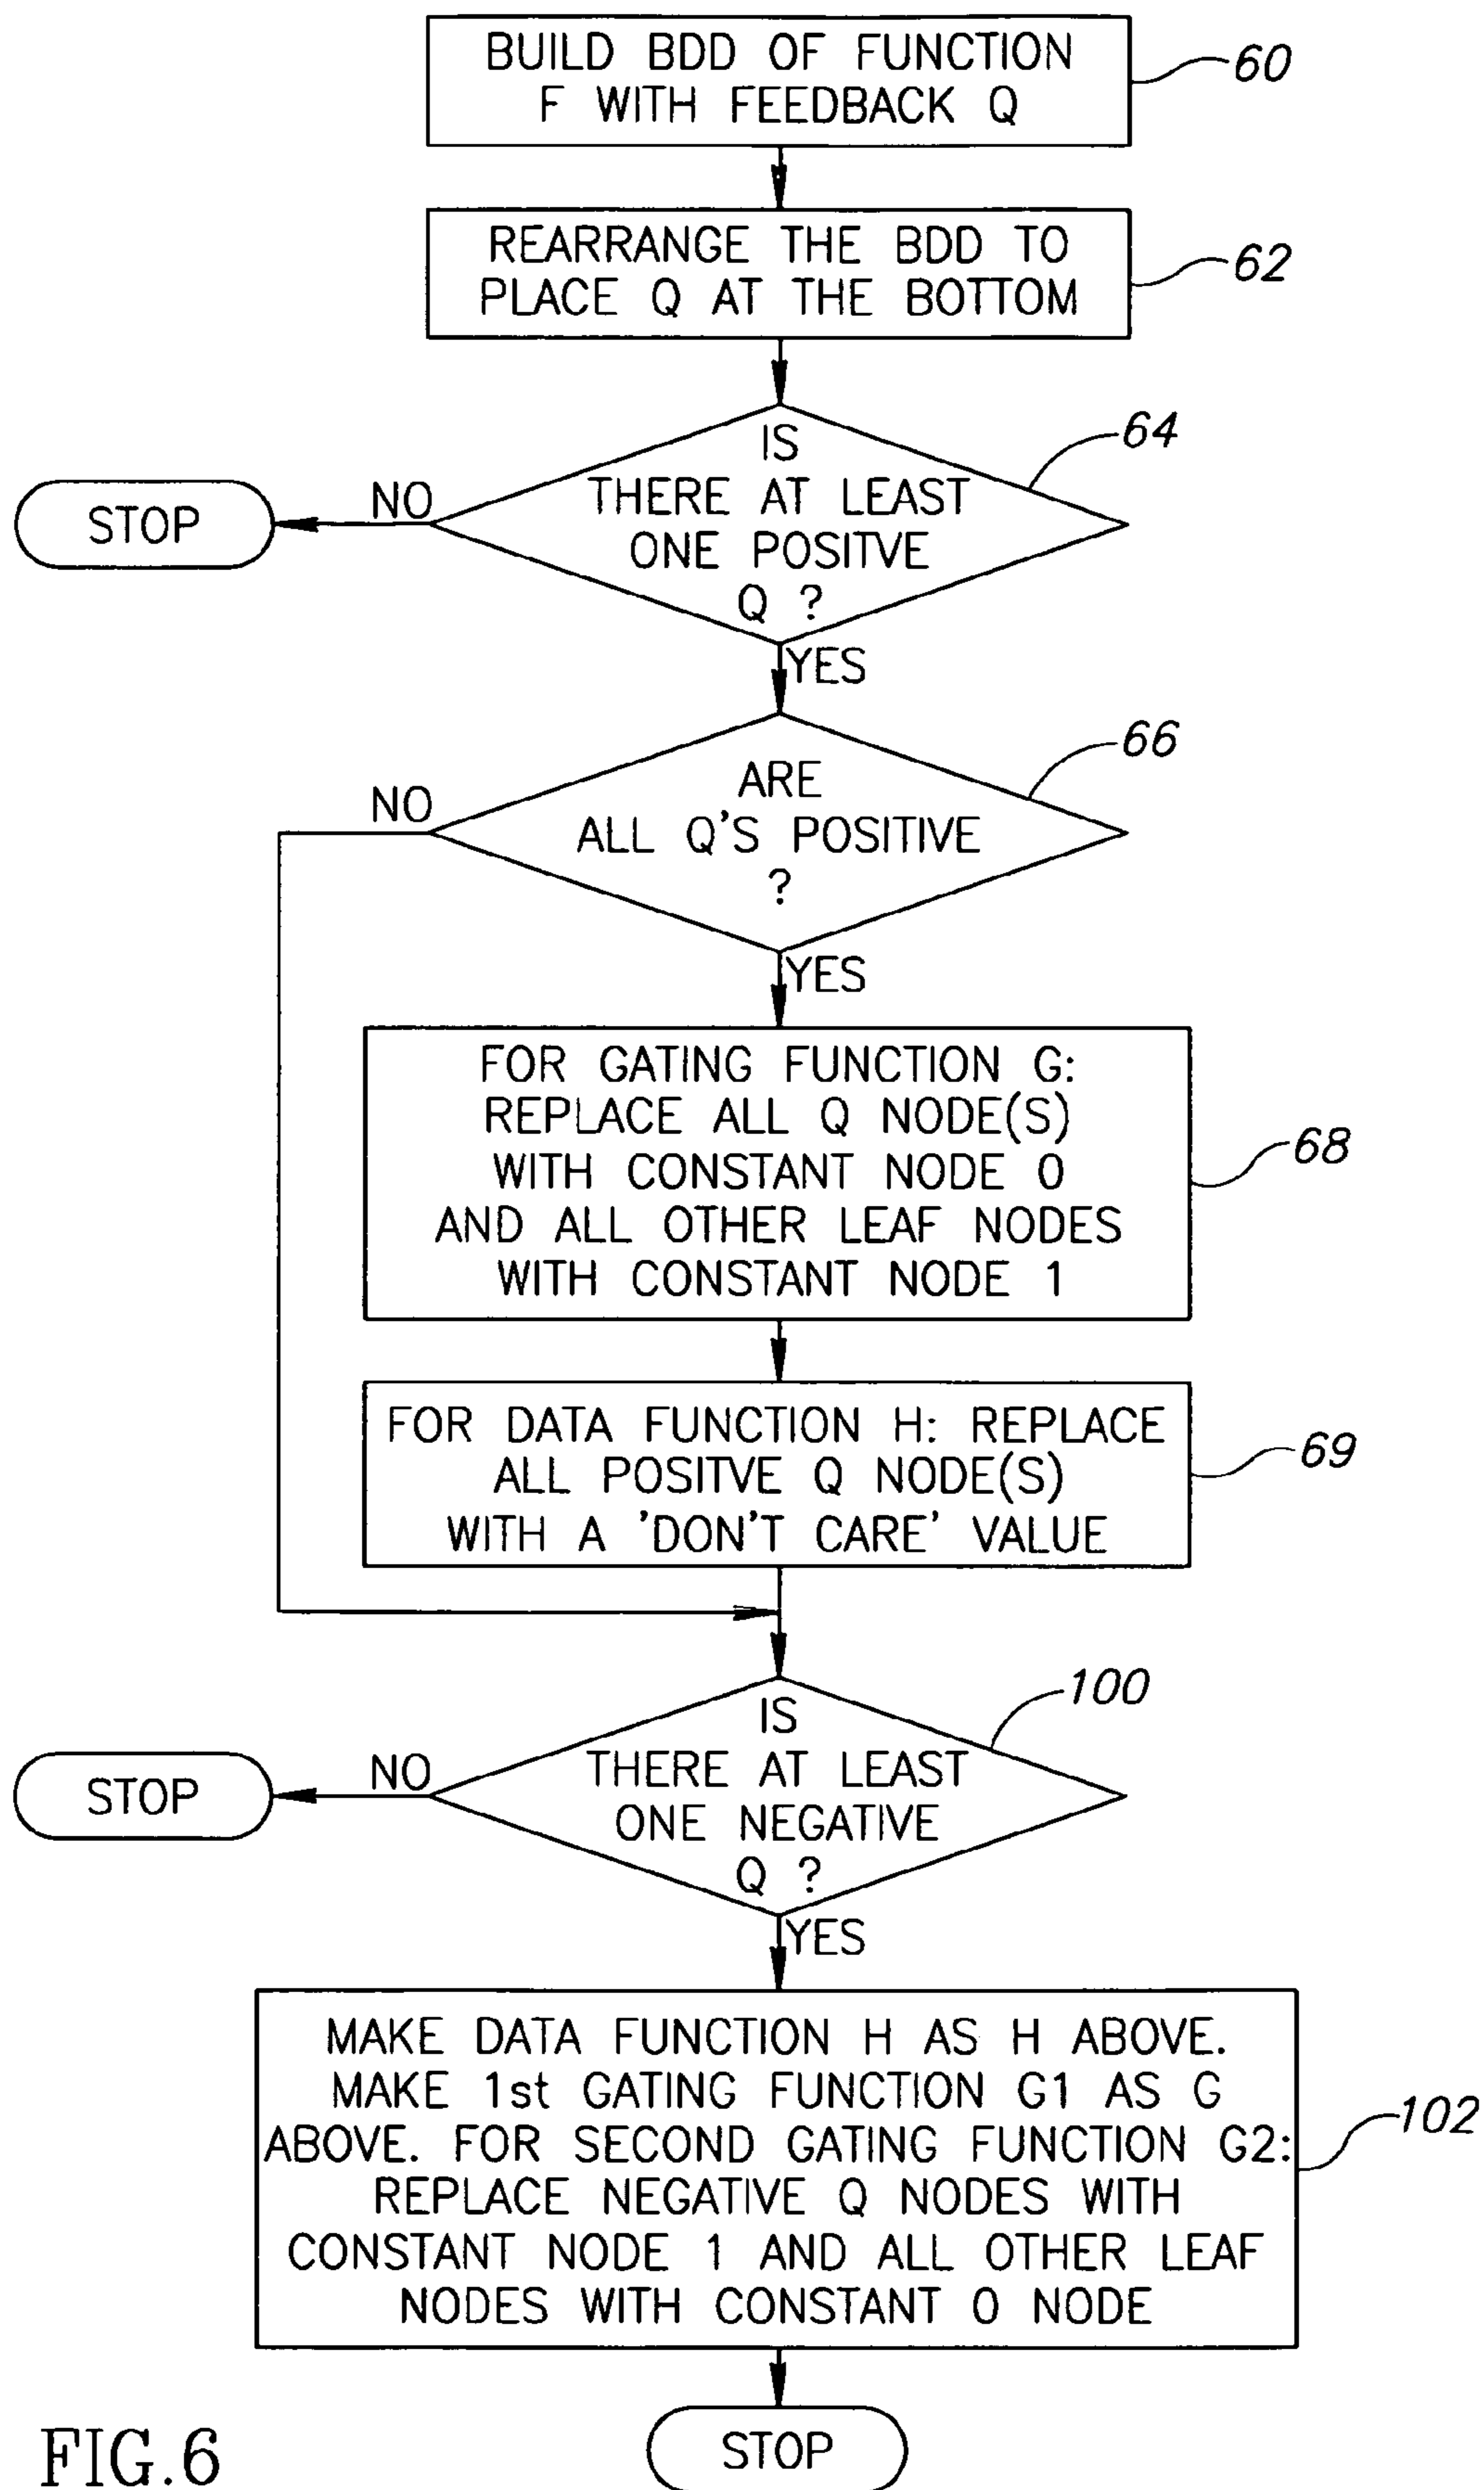 BUILD BDD OF FUNCTION
F WITH FEEDBACK Q
60
REARRANGE THE BDD TO
PLACE Q AT THE BOTTOM
62
IS
THERE AT LEAST
ONE POSITVE
Q ?
64
NO
STOP
YES
ARE
ALL Q'S POSITIVE
?
66
NO
YES
FOR GATING FUNCTION G:
REPLACE ALL Q NODE(S)
WITH CONSTANT NODE 0
AND ALL OTHER LEAF NODES
WITH CONSTANT NODE 1
68
FOR DATA FUNCTION H: REPLACE
ALL POSITVE Q NODE(S)
WITH A 'DON'T CARE' VALUE
69
IS
THERE AT LEAST
ONE NEGATIVE
Q ?
100
NO
STOP
YES
MAKE DATA FUNCTION H AS H ABOVE.
MAKE 1st GATING FUNCTION G1 AS G
ABOVE. FOR SECOND GATING FUNCTION G2:
REPLACE NEGATIVE Q NODES WITH
CONSTANT NODE 1 AND ALL OTHER LEAF
NODES WITH CONSTANT 0 NODE
102
STOP
FIG.6